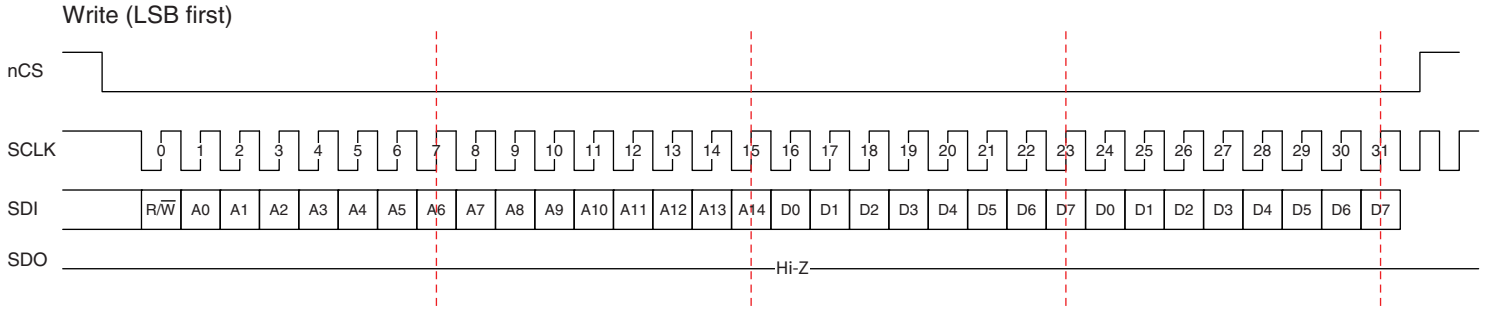 Write (LSB first)
nCS
SCLK 0 1 2 3 4 5 6 7 8 9 10 11 12 13 14 15 16 17 18 19 20 21 22 23 24 25 26 27 28 29 30 31
SDI R/W̅ A0 A1 A2 A3 A4 A5 A6 A7 A8 A9 A10 A11 A12 A13 A14 D0 D1 D2 D3 D4 D5 D6 D7 D0 D1 D2 D3 D4 D5 D6 D7
SDO Hi-Z